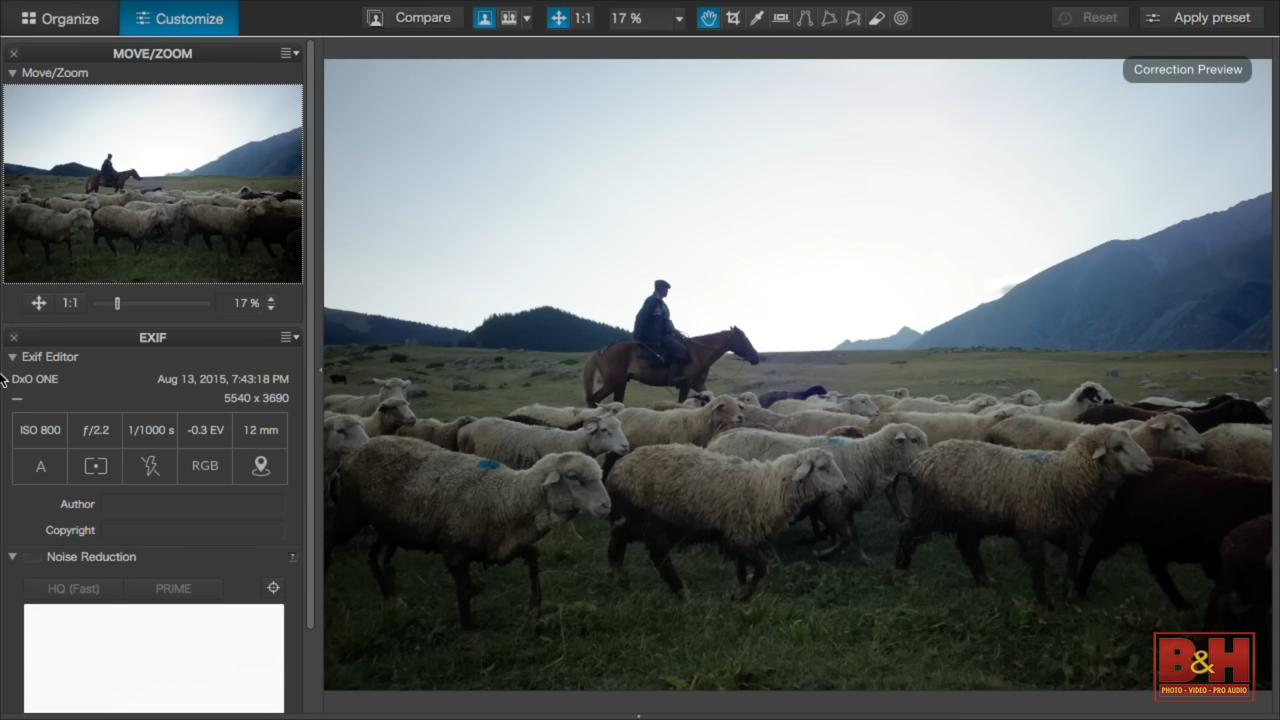 Organize
Customize
Compare
1:1
17 %
Reset
Apply preset
MOVE/ZOOM
Move/Zoom
Correction Preview
1:1
17 %
EXIF
Exif Editor
DxO ONE
Aug 13, 2015, 7:43:18 PM
—
5540 x 3690
ISO 800
ƒ/2.2
1/1000 s
-0.3 EV
12 mm
A
RGB
Author
Copyright
Noise Reduction
?
HQ (Fast)
PRIME
B&H
PHOTO - VIDEO - PRO AUDIO